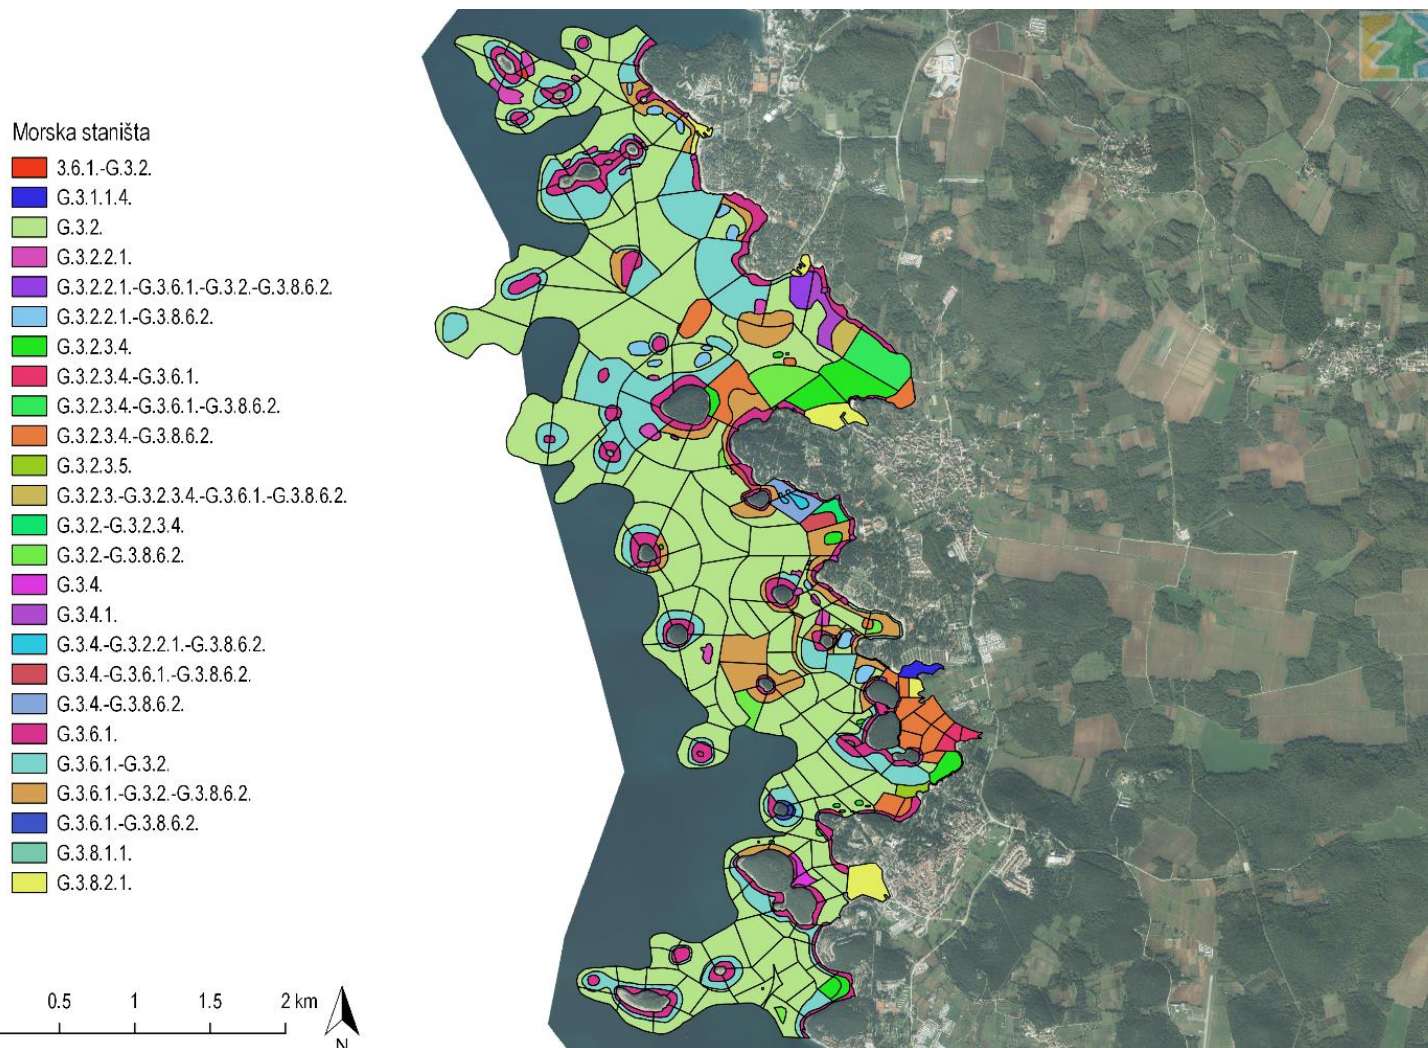 Morska staništa
3.6.1.-G.3.2.
G.3.1.1.4.
G.3.2.
G.3.2.2.1.
G.3.2.2.1.-G.3.6.1.-G.3.2.-G.3.8.6.2.
G.3.2.2.1.-G.3.8.6.2.
G.3.2.3.4.
G.3.2.3.4.-G.3.6.1.
G.3.2.3.4.-G.3.6.1.-G.3.8.6.2.
G.3.2.3.4.-G.3.8.6.2.
G.3.2.3.5.
G.3.2.3.-G.3.2.3.4.-G.3.6.1.-G.3.8.6.2.
G.3.2.-G.3.2.3.4.
G.3.2.-G.3.8.6.2.
G.3.4.
G.3.4.1.
G.3.4.-G.3.2.2.1.-G.3.8.6.2.
G.3.4.-G.3.6.1.-G.3.8.6.2.
G.3.4.-G.3.8.6.2.
G.3.6.1.
G.3.6.1.-G.3.2.
G.3.6.1.-G.3.2.-G.3.8.6.2.
G.3.6.1.-G.3.8.6.2.
G.3.8.1.1.
G.3.8.2.1.
0.5 1 1.5 2 km
N